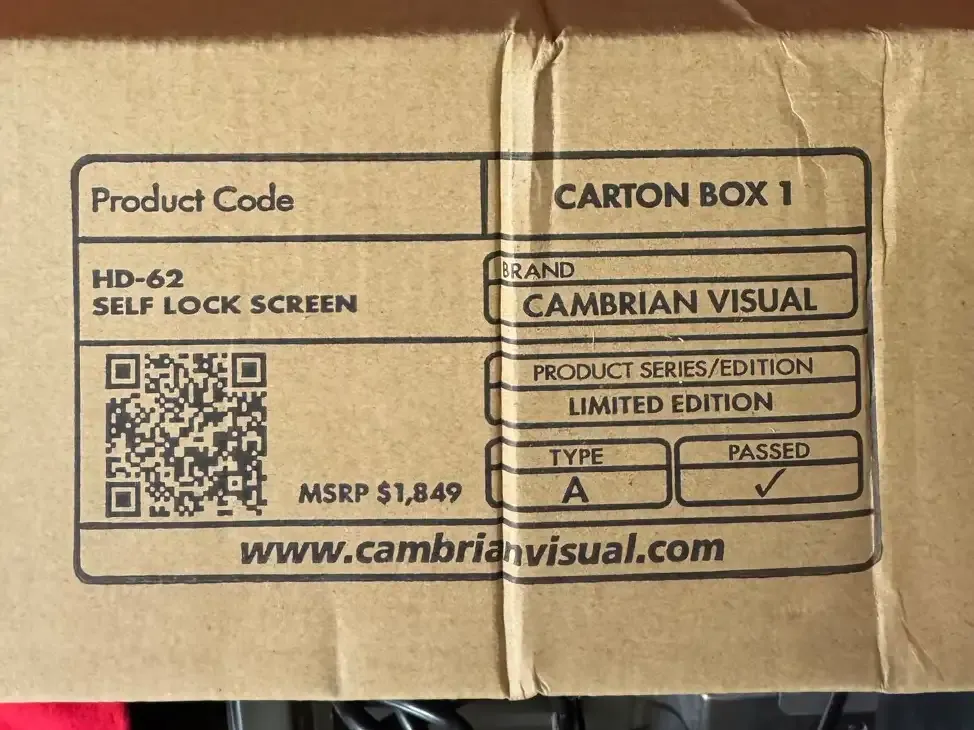 Product Code
CARTON BOX 1
HD-62
SELF LOCK SCREEN
BRAND
CAMBRIAN VISUAL
PRODUCT SERIES/EDITION
LIMITED EDITION
TYPE
A
PASSED
✓
MSRP $1,849
www.cambrianvisual.com